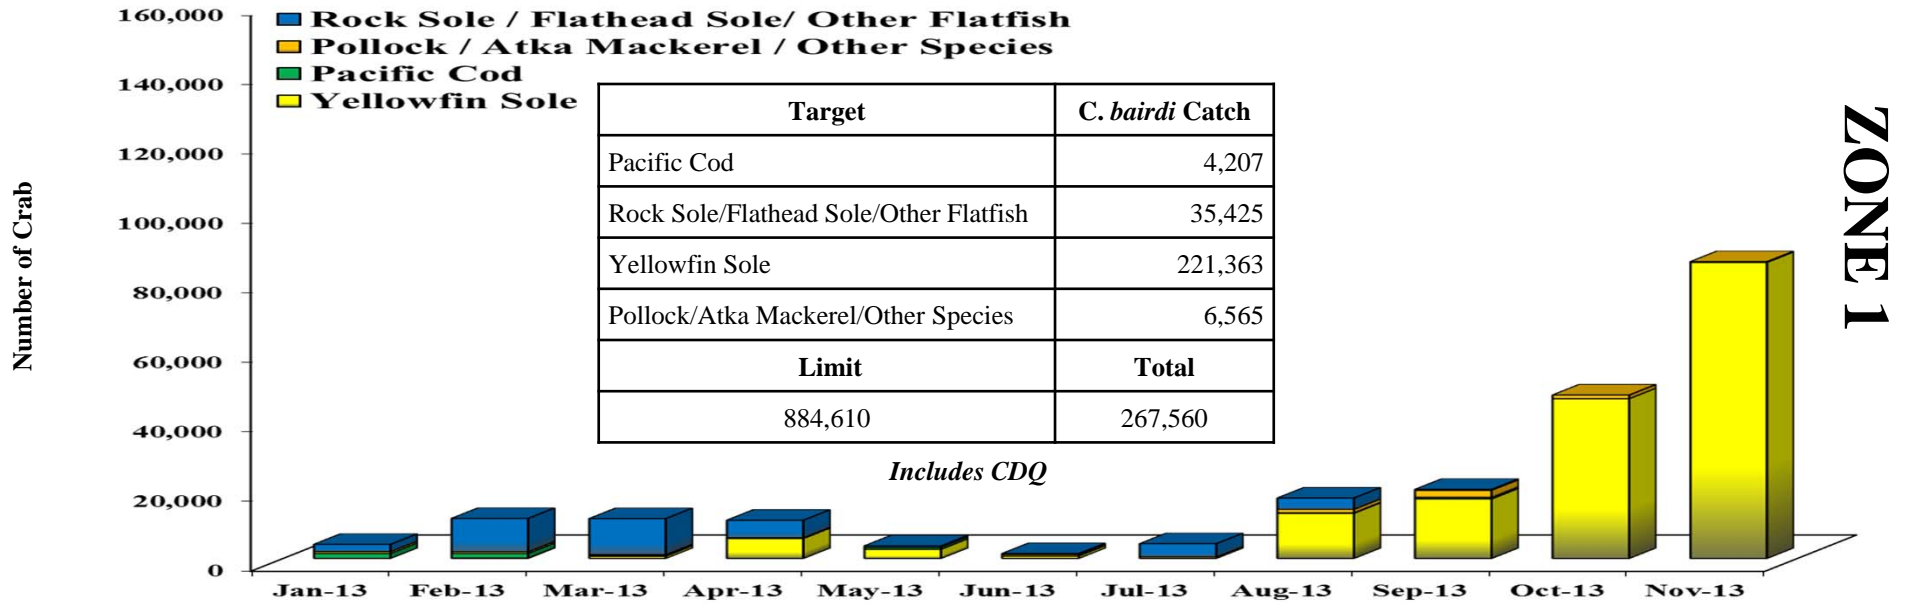 160,000
140,000
120,000
100,000
80,000
60,000
40,000
20,000
0
Number of Crab
Rock Sole / Flathead Sole/ Other Flatfish
Pollock / Atka Mackerel / Other Species
Pacific Cod
Yellowfin Sole
Target C. bairdi Catch
Pacific Cod 4,207
Rock Sole/Flathead Sole/Other Flatfish 35,425
Yellowfin Sole 221,363
Pollock/Atka Mackerel/Other Species 6,565
Limit Total
884,610 267,560
Includes CDQ
ZONE 1
Jan-13 Feb-13 Mar-13 Apr-13 May-13 Jun-13 Jul-13 Aug-13 Sep-13 Oct-13 Nov-13